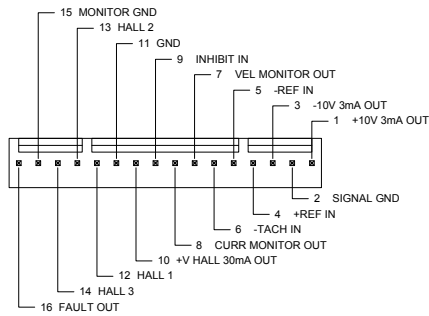 15 MONITOR GND
13 HALL 2
11 GND
9 INHIBIT IN
7 VEL MONITOR OUT
5 -REF IN
3 -10V 3mA OUT
1 +10V 3mA OUT
2 SIGNAL GND
4 +REF IN
6 -TACH IN
8 CURR MONITOR OUT
10 +V HALL 30mA OUT
12 HALL 1
14 HALL 3
16 FAULT OUT